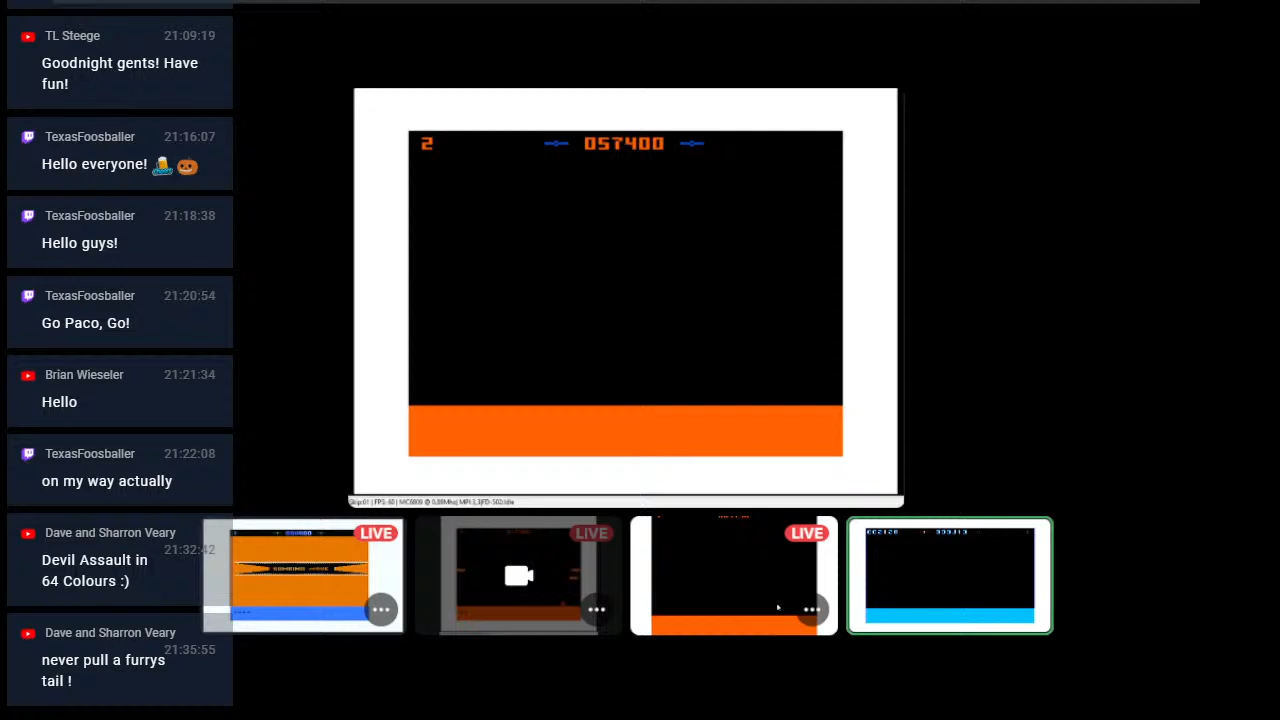 TL Steege 21:09:19
Goodnight gents! Have
fun!
TexasFoosballer 21:16:07
Hello everyone!
TexasFoosballer 21:18:38
Hello guys!
TexasFoosballer 21:20:54
Go Paco, Go!
Brian Wieseler 21:21:34
Hello
TexasFoosballer 21:22:08
on my way actually
Dave and Sharron Veary
21:32:42
Devil Assault in
64 Colours :)
Dave and Sharron Veary
21:35:55
never pull a furrys
tail !
2 057400
LIVE
LIVE
LIVE